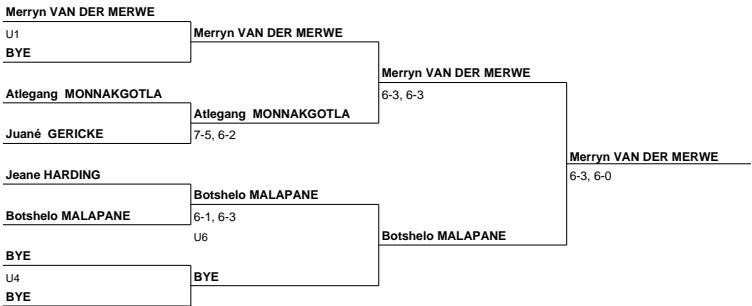 Merryn VAN DER MERWE
U1
Merryn VAN DER MERWE
BYE
Merryn VAN DER MERWE
Atlegang MONNAKGOTLA
6-3, 6-3
Atlegang MONNAKGOTLA
Juané GERICKE
7-5, 6-2
Merryn VAN DER MERWE
Jeane HARDING
6-3, 6-0
Botshelo MALAPANE
Botshelo MALAPANE
6-1, 6-3
U6
Botshelo MALAPANE
BYE
U4
BYE
BYE